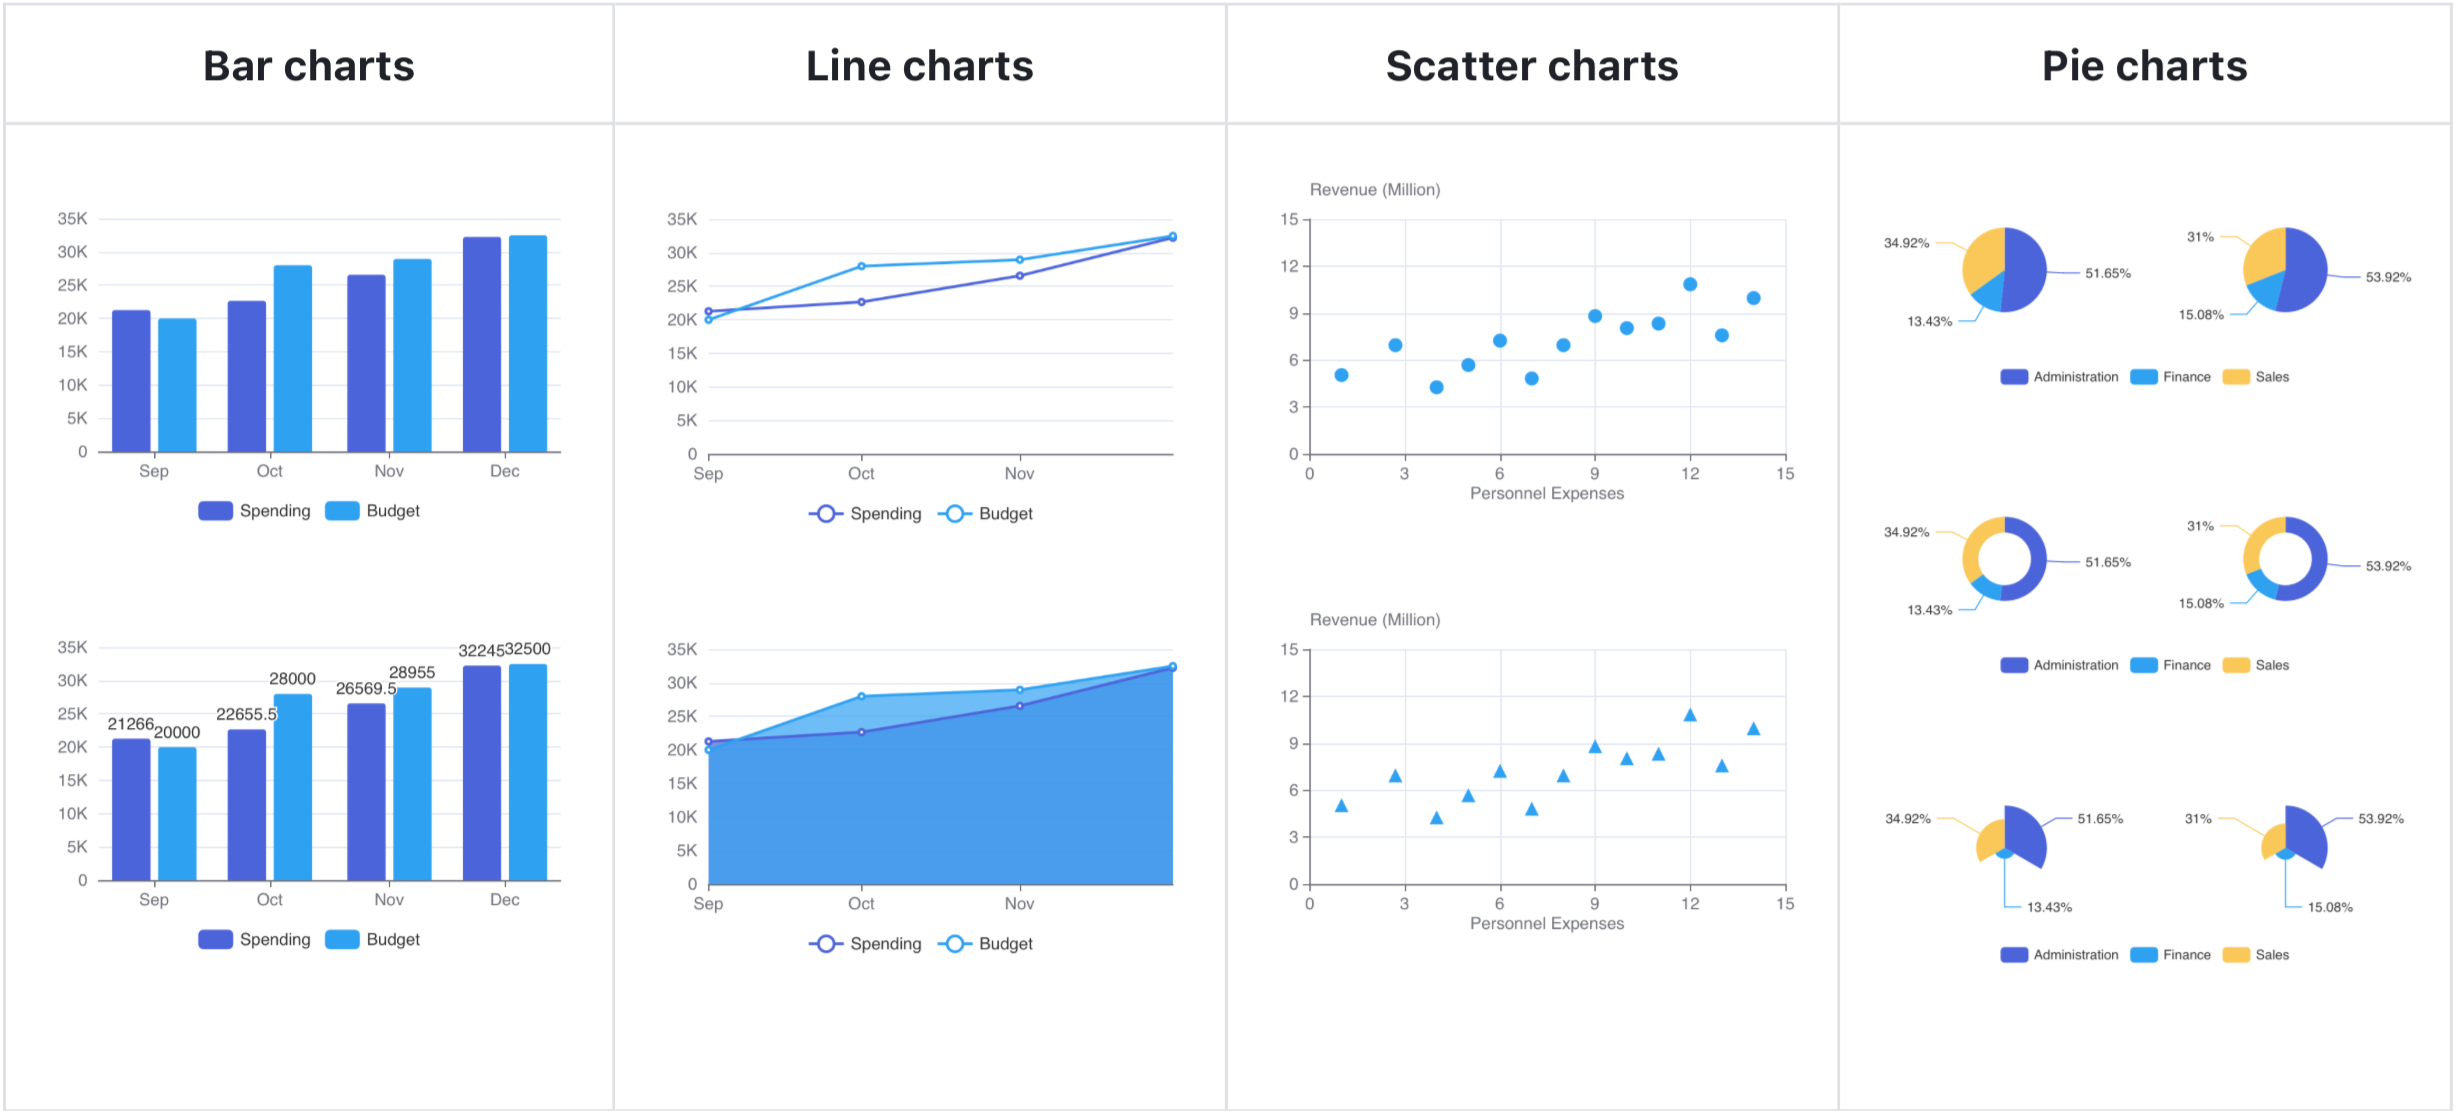 Bar charts
Line charts
Scatter charts
Pie charts
35K
30K
25K
20K
15K
10K
5K
0
Sep Oct Nov Dec
Spending Budget
35K
30K
25K
20K
15K
10K
5K
0
21266 20000 22655.5 28000 26569.5 28955 32245 32500
Sep Oct Nov Dec
Spending Budget
35K
30K
25K
20K
15K
10K
5K
0
Sep Oct Nov
Spending Budget
35K
30K
25K
20K
15K
10K
5K
0
Sep Oct Nov
Spending Budget
Revenue (Million)
15
12
9
6
3
0
0 3 6 9 12 15
Personnel Expenses
Revenue (Million)
15
12
9
6
3
0
0 3 6 9 12 15
Personnel Expenses
34.92% 51.65% 13.43%
31% 53.92% 15.08%
Administration Finance Sales
34.92% 51.65% 13.43%
31% 53.92% 15.08%
Administration Finance Sales
34.92% 51.65% 13.43%
31% 53.92% 15.08%
Administration Finance Sales